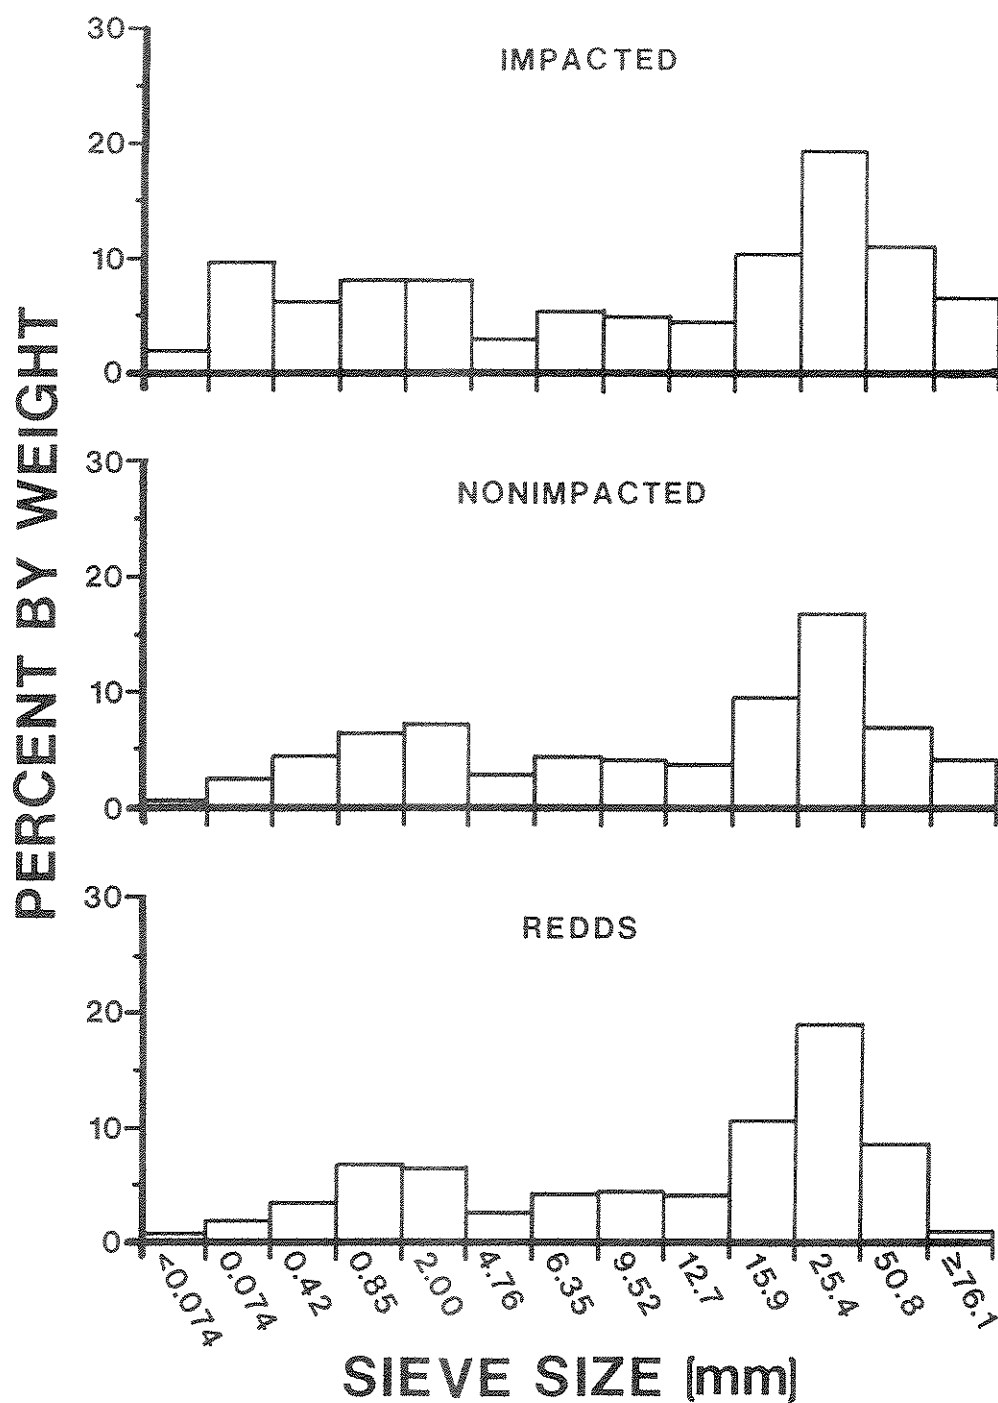 PERCENT BY WEIGHT
IMPACTED
30
20
10
0
NONIMPACTED
30
20
10
0
REDDS
30
20
10
0
<0.074 0.074 0.42 0.85 2.00 4.76 6.35 9.52 12.7 15.9 25.4 50.8 ≥76.1
SIEVE SIZE (mm)